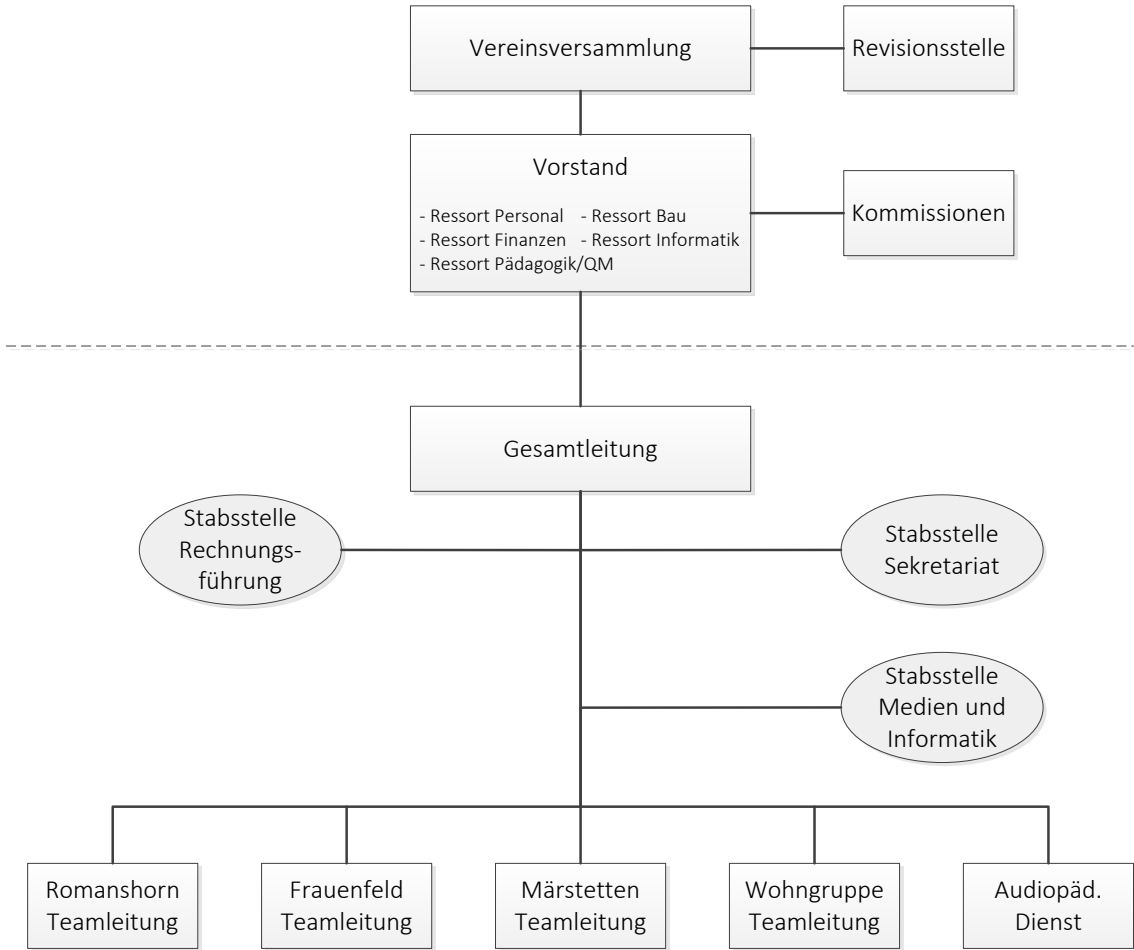 Vereinsversammlung
Revisionsstelle
Vorstand
- Ressort Personal - Ressort Bau
- Ressort Finanzen - Ressort Informatik
- Ressort Pädagogik/QM
Kommissionen
Gesamtleitung
Stabsstelle
Rechnungs-
führung
Stabsstelle
Sekretariat
Stabsstelle
Medien und
Informatik
Romanshorn
Teamleitung
Frauenfeld
Teamleitung
Märstetten
Teamleitung
Wohngruppe
Teamleitung
Audiopäd.
Dienst